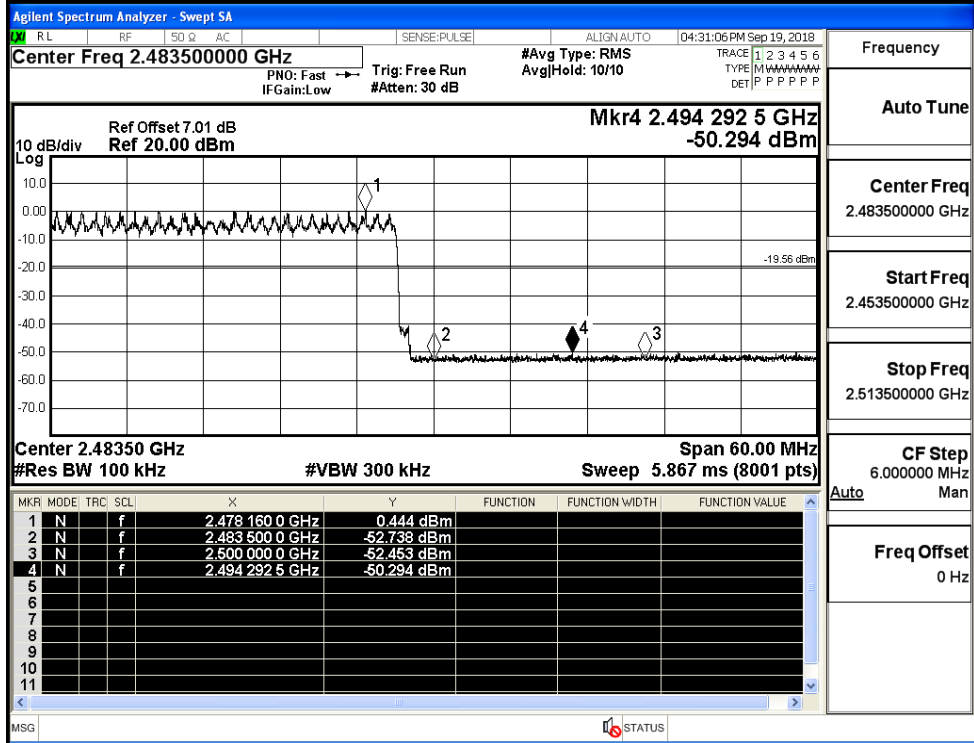 Agilent Spectrum Analyzer - Swept SA
LXI RL RF 50 Ω AC SENSE:PULSE ALIGN AUTO 04:31:06 PM Sep 19, 2018
Center Freq 2.483500000 GHz
PNO: Fast
IFGain:Low
Trig: Free Run
#Atten: 30 dB
#Avg Type: RMS
Avg|Hold: 10/10
TRACE 1 2 3 4 5 6
TYPE M WWWWW
DET P P P P P P
Ref Offset 7.01 dB
10 dB/div Ref 20.00 dBm
Log
Mkr4 2.494 292 5 GHz
-50.294 dBm
10.0
0.00
-10.0
-20.0
-30.0
-40.0
-50.0
-60.0
-70.0
1
-19.56 dBm
2
4
3
Center 2.48350 GHz Span 60.00 MHz
#Res BW 100 kHz #VBW 300 kHz Sweep 5.867 ms (8001 pts)
MKR MODE TRC SCL X Y FUNCTION FUNCTION WIDTH FUNCTION VALUE
1 N f 2.478 160 0 GHz 0.444 dBm
2 N f 2.483 500 0 GHz -52.738 dBm
3 N f 2.500 000 0 GHz -52.453 dBm
4 N f 2.494 292 5 GHz -50.294 dBm
5
6
7
8
9
10
11
MSG STATUS
Frequency
Auto Tune
Center Freq
2.483500000 GHz
Start Freq
2.453500000 GHz
Stop Freq
2.513500000 GHz
CF Step
6.000000 MHz
Auto Man
Freq Offset
0 Hz